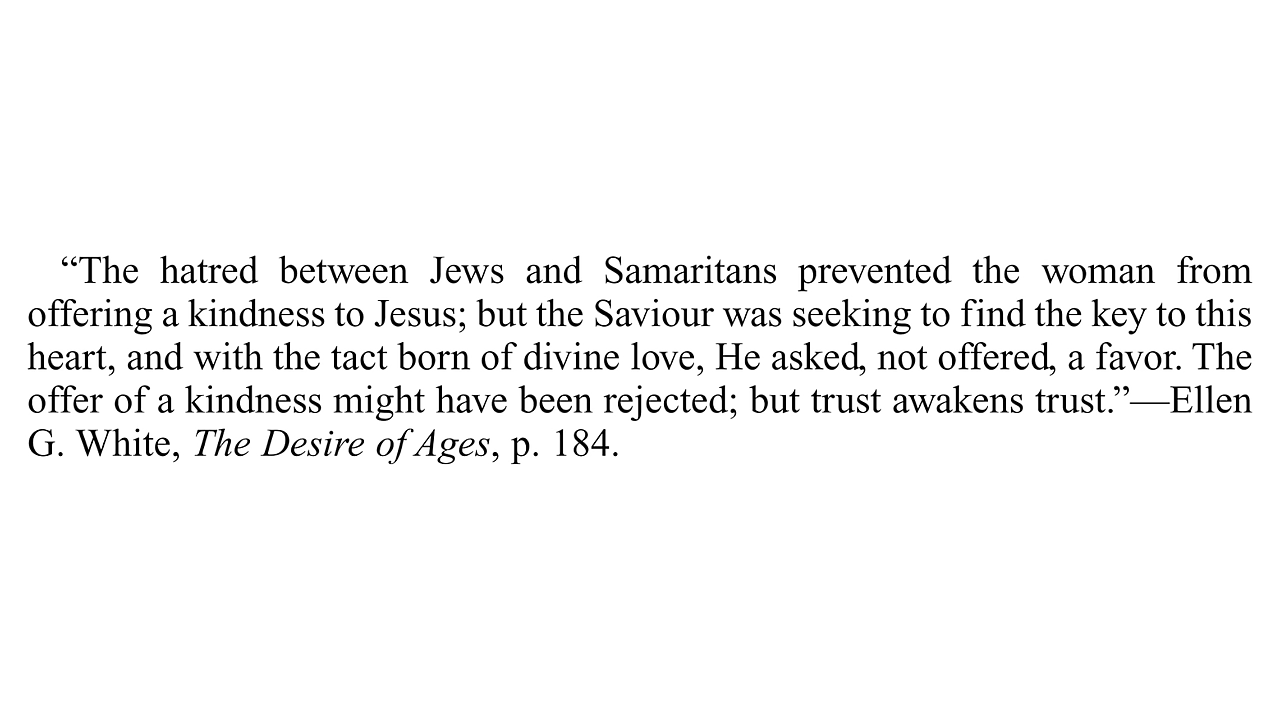 “The hatred between Jews and Samaritans prevented the woman from
offering a kindness to Jesus; but the Saviour was seeking to find the key to this
heart, and with the tact born of divine love, He asked, not offered, a favor. The
offer of a kindness might have been rejected; but trust awakens trust.”—Ellen
G. White, The Desire of Ages, p. 184.